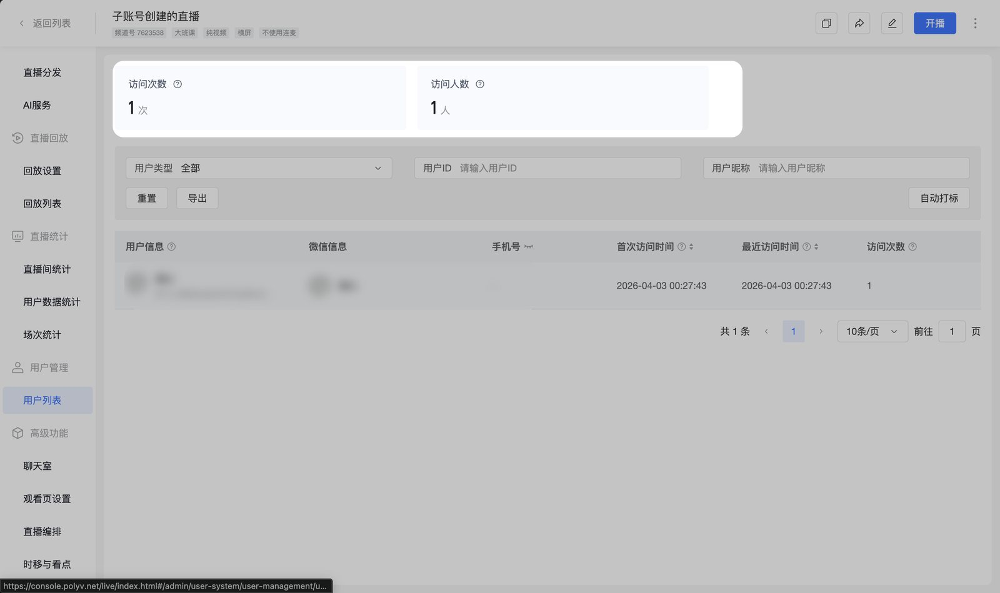 返回列表
子账号创建的直播
频道号 7623538 大班课 纯视频 横屏 不使用连麦
开播
直播分发
AI服务
直播回放
回放设置
回放列表
直播统计
直播间统计
用户数据统计
场次统计
用户管理
用户列表
高级功能
聊天室
观看页设置
直播编排
时移与看点
访问次数
1 次
访问人数
1 人
用户类型 全部
用户ID 请输入用户ID
用户昵称 请输入用户昵称
重置 导出 自动打标
用户信息 微信信息 手机号 首次访问时间 最近访问时间 访问次数
2026-04-03 00:27:43 2026-04-03 00:27:43 1
共 1 条 1 10条/页 前往 1 页
https://console.polyv.net/live/index.html#/admin/user-system/user-management/u...